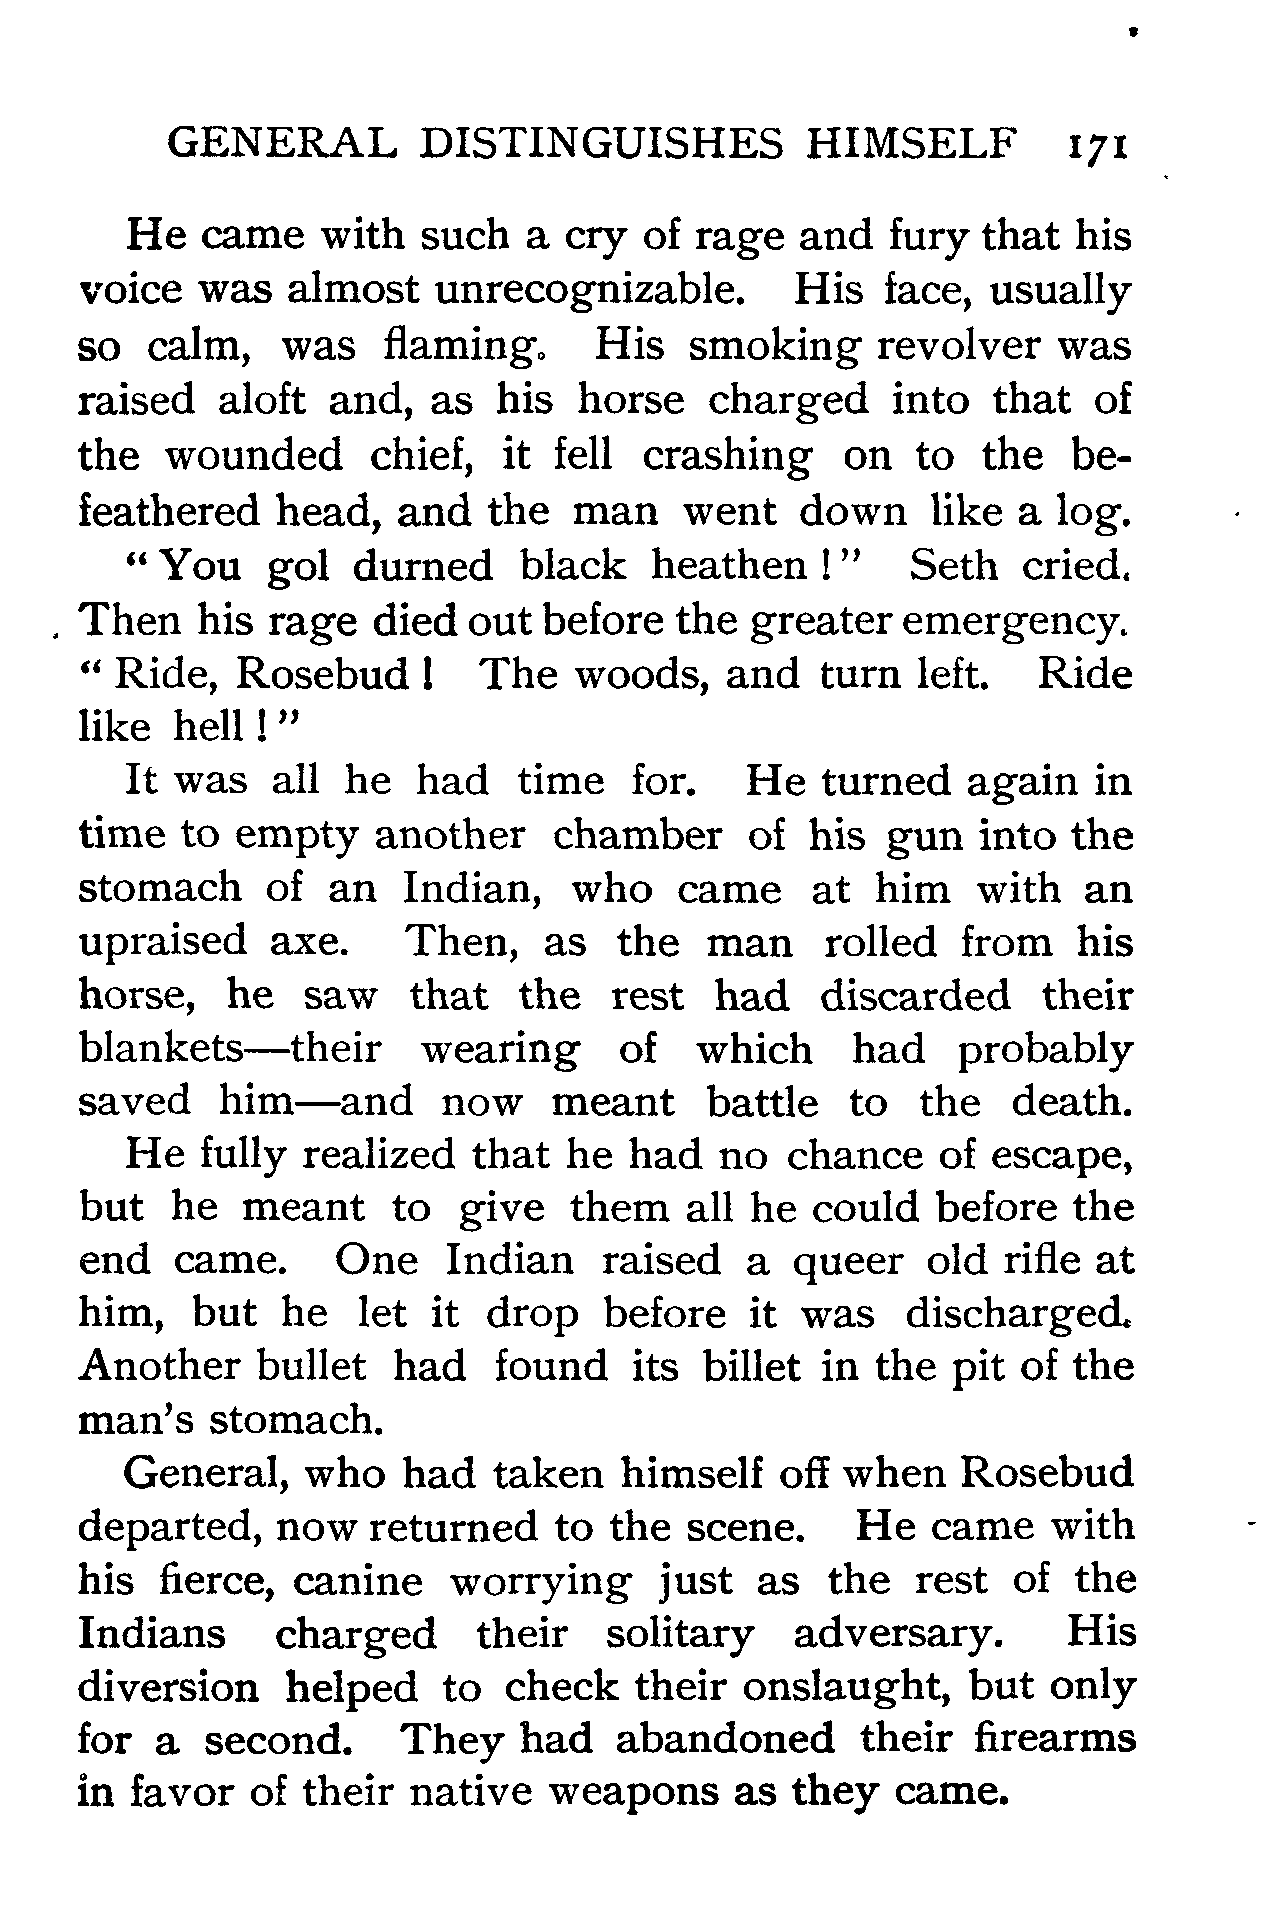 GENERAL DISTINGUISHES HIMSELF 171
He came with such a cry of rage and fury that his
voice was almost unrecognizable. His face, usually
so calm, was flaming. His smoking revolver was
raised aloft and, as his horse charged into that of
the wounded chief, it fell crashing on to the be-
feathered head, and the man went down like a log.
“ You gol durned black heathen ! ” Seth cried.
Then his rage died out before the greater emergency.
“ Ride, Rosebud ! The woods, and turn left. Ride
like hell ! ”
It was all he had time for. He turned again in
time to empty another chamber of his gun into the
stomach of an Indian, who came at him with an
upraised axe. Then, as the man rolled from his
horse, he saw that the rest had discarded their
blankets—their wearing of which had probably
saved him—and now meant battle to the death.
He fully realized that he had no chance of escape,
but he meant to give them all he could before the
end came. One Indian raised a queer old rifle at
him, but he let it drop before it was discharged.
Another bullet had found its billet in the pit of the
man's stomach.
General, who had taken himself off when Rosebud
departed, now returned to the scene. He came with
his fierce, canine worrying just as the rest of the
Indians charged their solitary adversary. His
diversion helped to check their onslaught, but only
for a second. They had abandoned their firearms
in favor of their native weapons as they came.